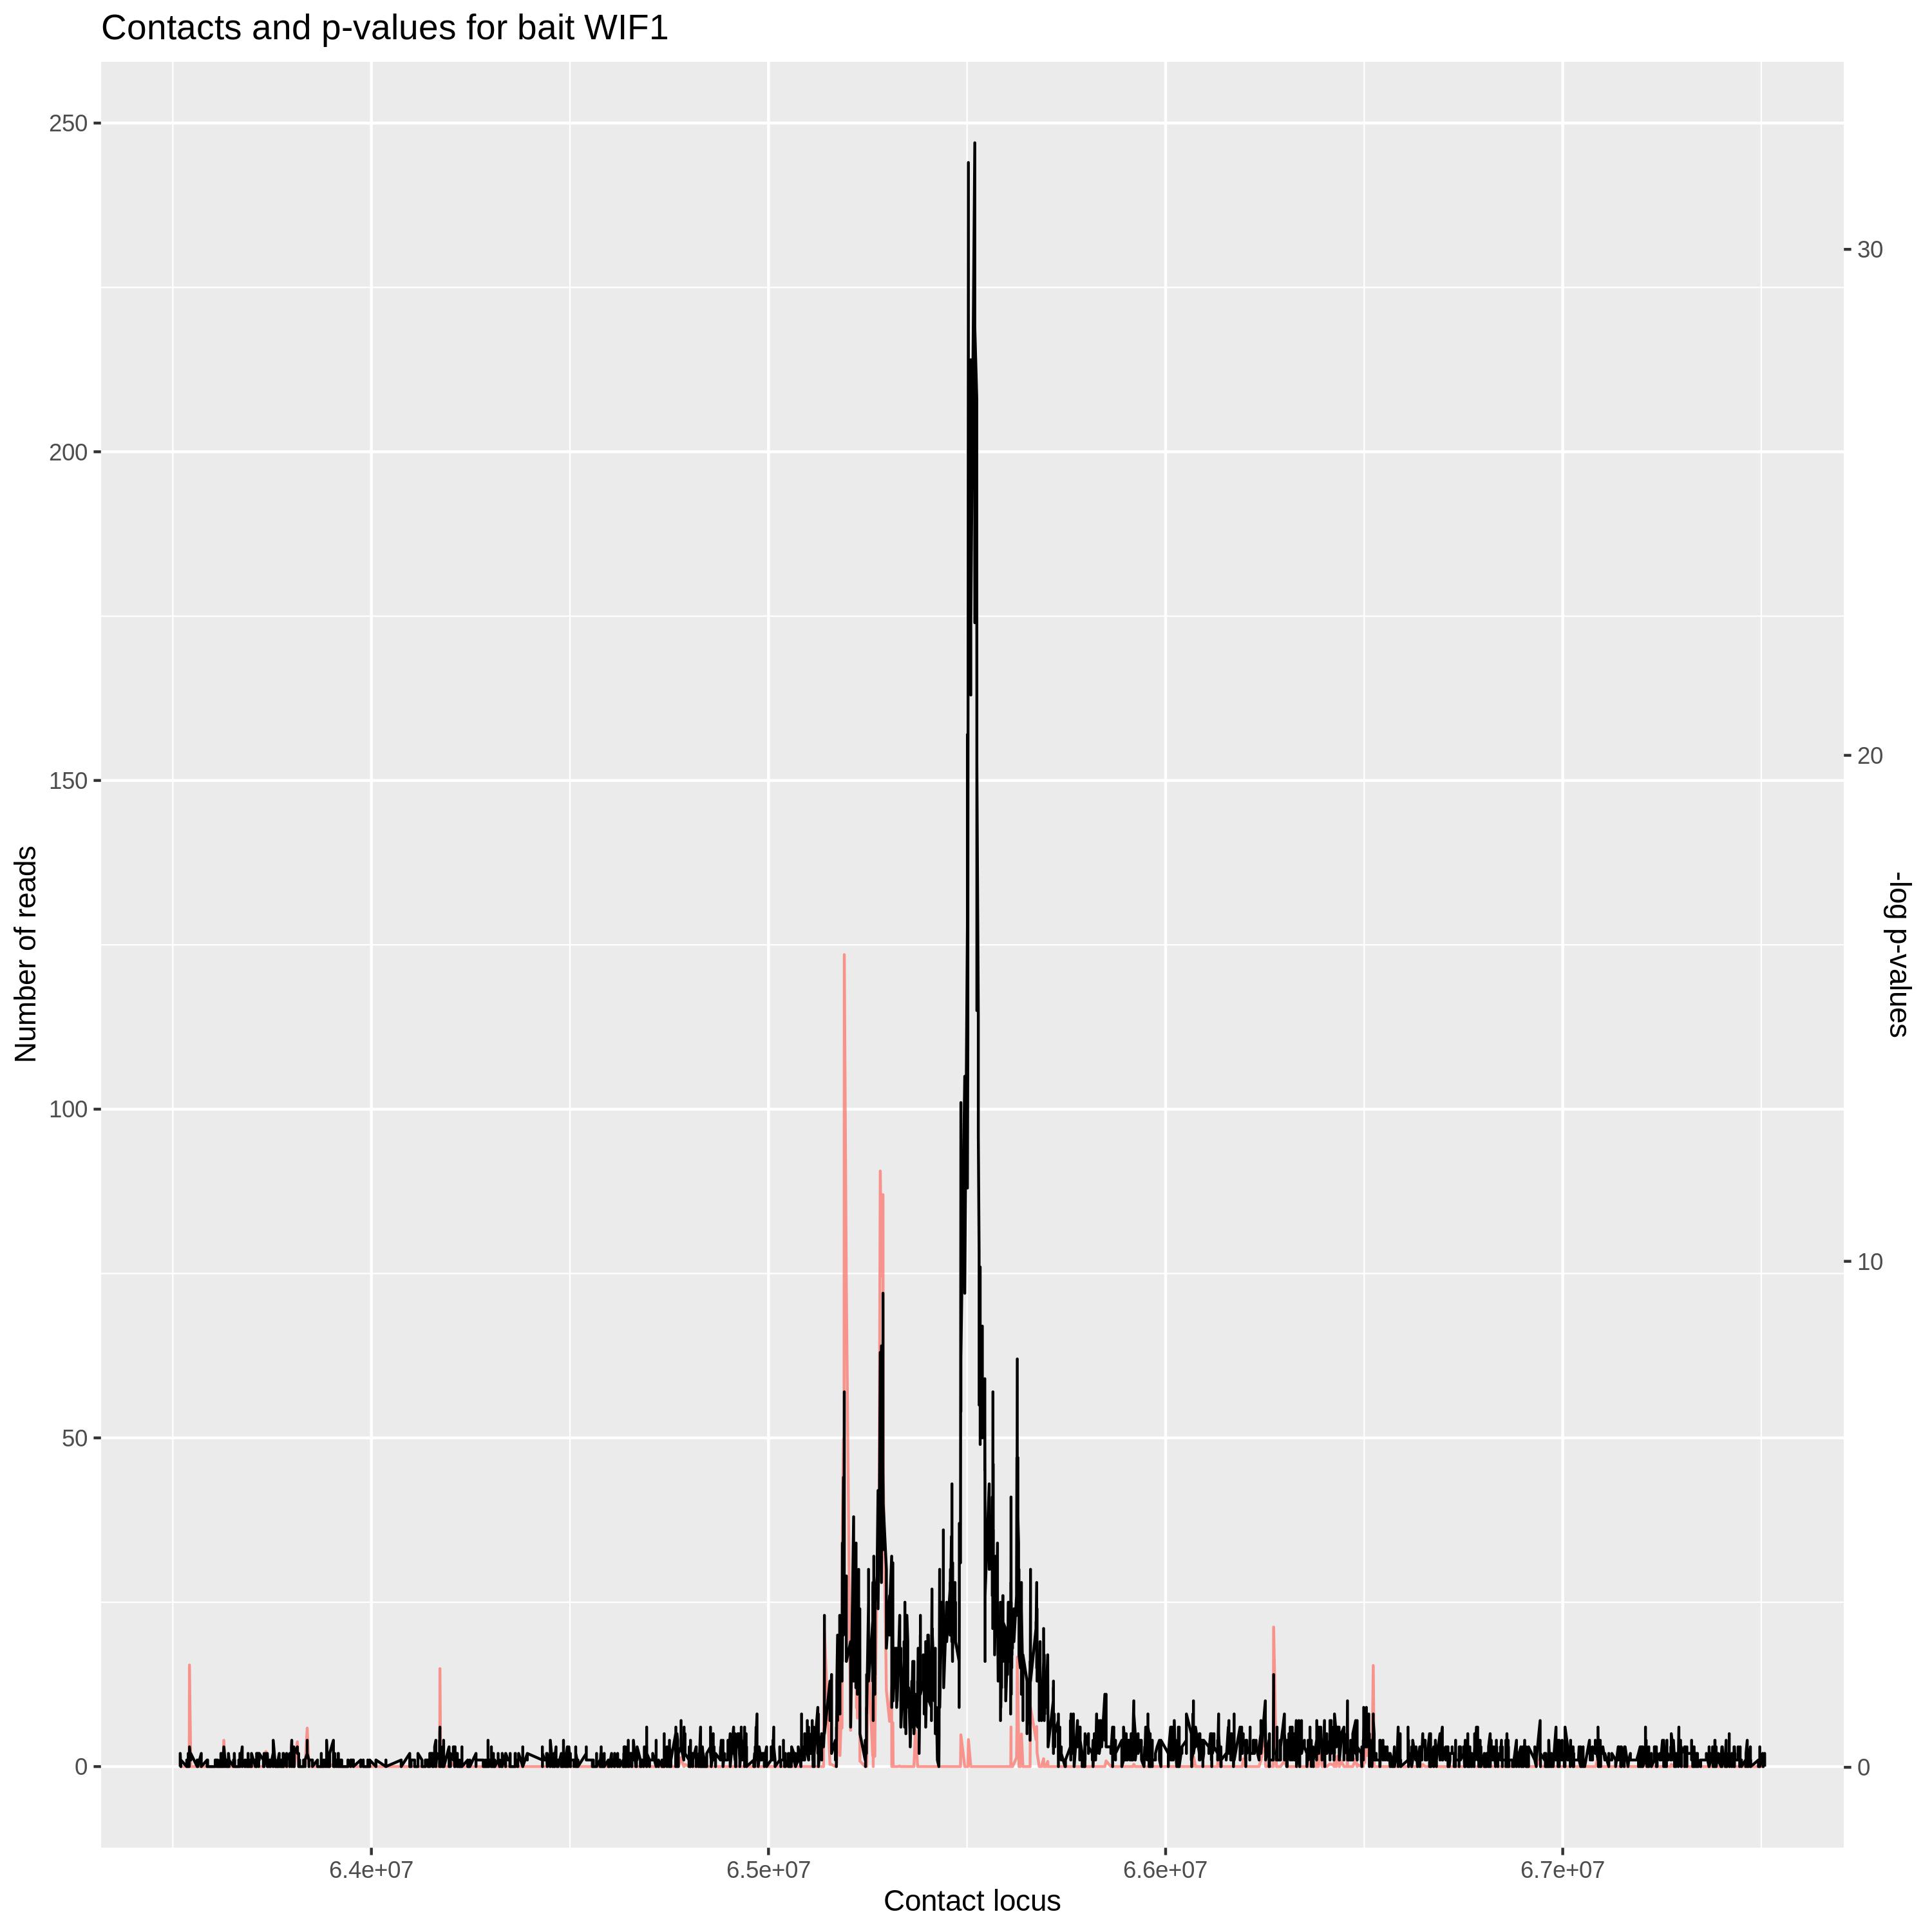 Contacts and p-values for bait WIF1
250
200
150
100
50
0
30
20
10
0
Number of reads
-log p-values
6.4e+07
6.5e+07
6.6e+07
6.7e+07
Contact locus